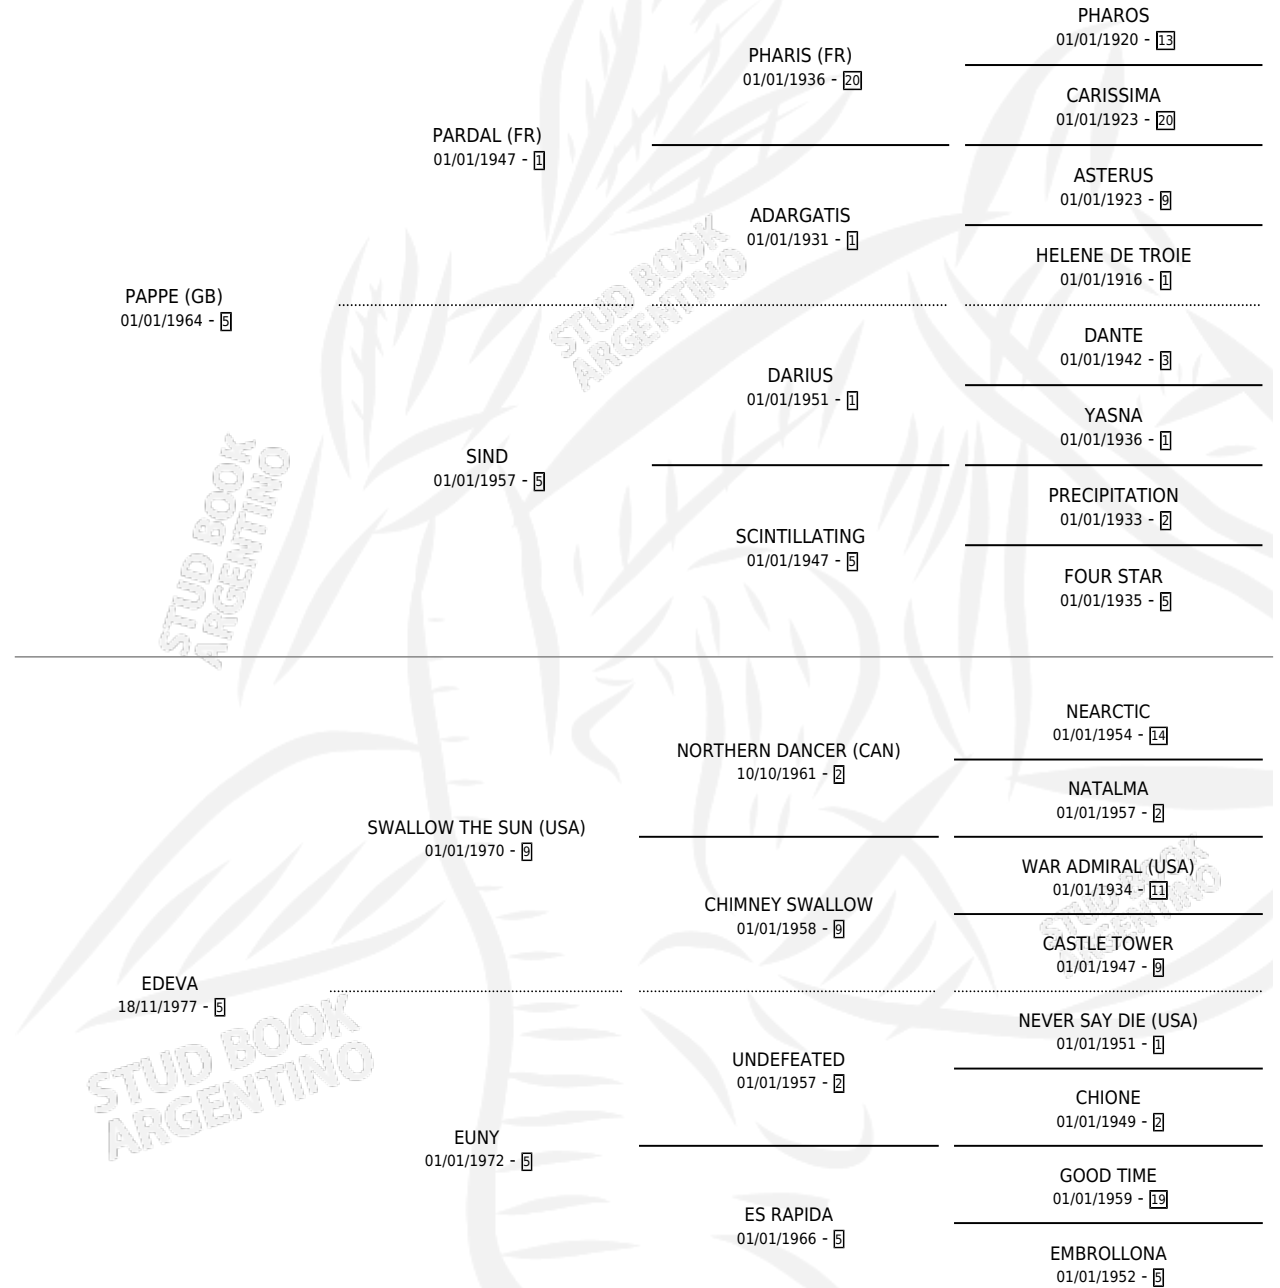 PHAROS
01/01/1920 - 13
PHARIS (FR)
01/01/1936 - 20
CARISSIMA
01/01/1923 - 20
PARDAL (FR)
01/01/1947 - 1
ASTERUS
01/01/1923 - 9
ADARGATIS
01/01/1931 - 1
HELENE DE TROIE
01/01/1916 - 1
PAPPE (GB)
01/01/1964 - 5
DANTE
01/01/1942 - 3
DARIUS
01/01/1951 - 1
YASNA
01/01/1936 - 1
SIND
01/01/1957 - 5
PRECIPITATION
01/01/1933 - 2
SCINTILLATING
01/01/1947 - 5
FOUR STAR
01/01/1935 - 5
STUD BOOK
ARGENTINO
STUD BOOK
ARGENTINO
NEARCTIC
01/01/1954 - 14
NORTHERN DANCER (CAN)
10/10/1961 - 2
NATALMA
01/01/1957 - 2
SWALLOW THE SUN (USA)
01/01/1970 - 9
WAR ADMIRAL (USA)
01/01/1934 - 11
CHIMNEY SWALLOW
01/01/1958 - 9
CASTLE TOWER
01/01/1947 - 9
EDEVA
18/11/1977 - 5
NEVER SAY DIE (USA)
01/01/1951 - 1
UNDEFEATED
01/01/1957 - 2
CHIONE
01/01/1949 - 2
EUNY
01/01/1972 - 5
GOOD TIME
01/01/1959 - 19
ES RAPIDA
01/01/1966 - 5
EMBROLLONA
01/01/1952 - 5
STUD BOOK
ARGENTINO
STUD BOOK
ARGENTINO